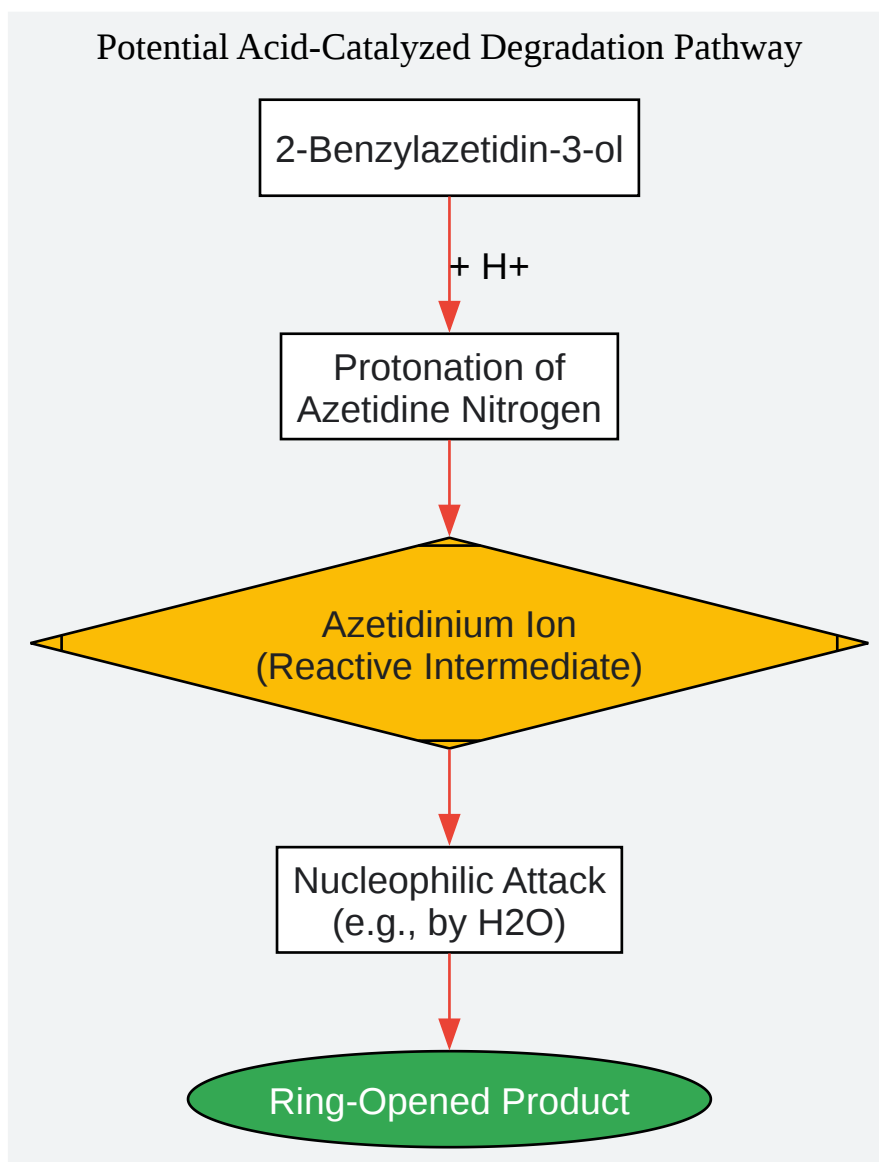 Potential Acid-Catalyzed Degradation Pathway
2-Benzylazetidin-3-ol
+ H+
Protonation of
Azetidine Nitrogen
Azetidinium Ion
(Reactive Intermediate)
Nucleophilic Attack
(e.g., by H2O)
Ring-Opened Product